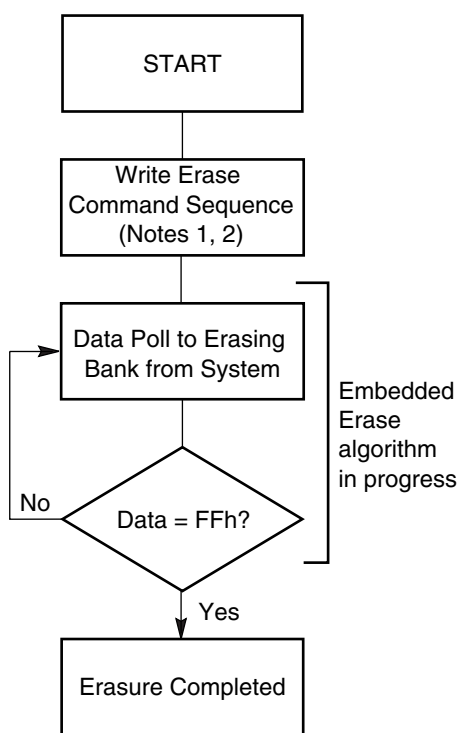 START
Write Erase
Command Sequence
(Notes 1, 2)
Data Poll to Erasing
Bank from System
Embedded
Erase
algorithm
in progress
No
Data = FFh?
Yes
Erasure Completed